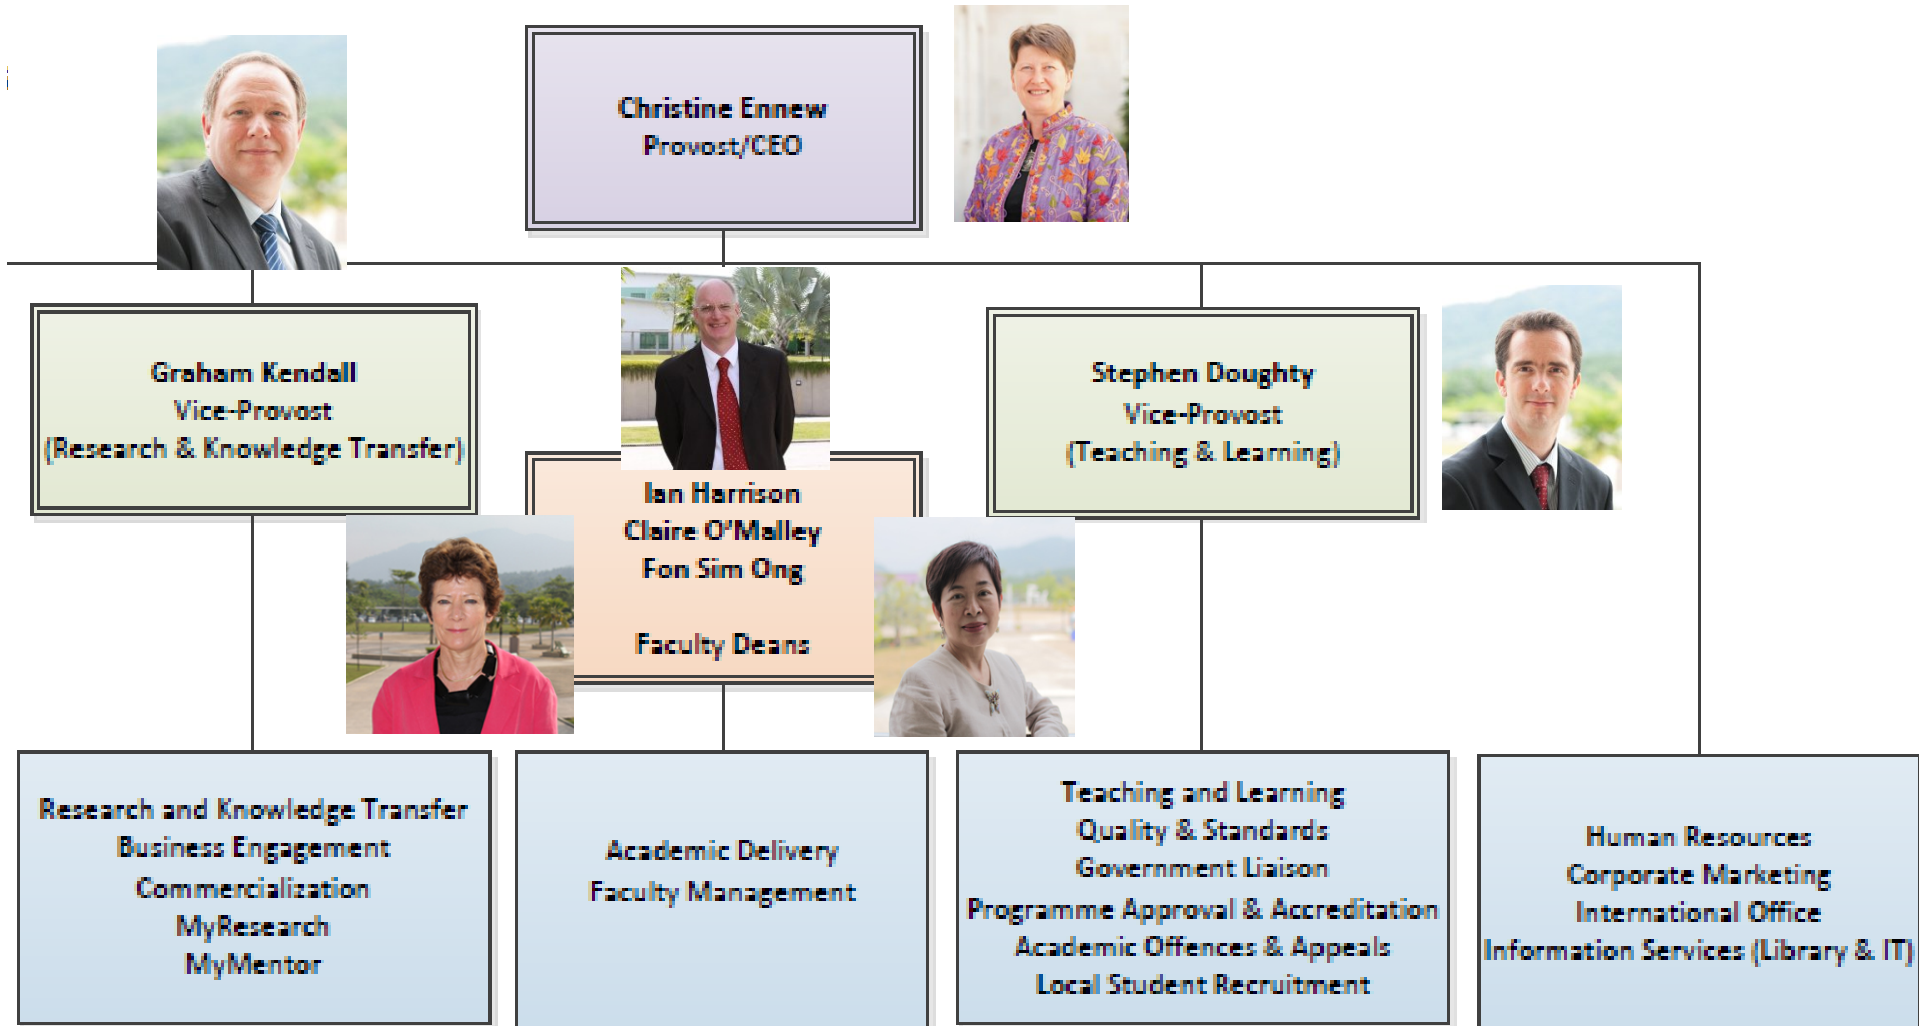 Christine Ennew
Provost/CEO
Graham Kendall
Vice-Provost
(Research & Knowledge Transfer)
Ian Harrison
Claire O'Malley
Fon Sim Ong
Faculty Deans
Stephen Doughty
Vice-Provost
(Teaching & Learning)
Research and Knowledge Transfer
Business Engagement
Commercialization
MyResearch
MyMentor
Academic Delivery
Faculty Management
Teaching and Learning
Quality & Standards
Government Liaison
Programme Approval & Accreditation
Academic Offences & Appeals
Local Student Recruitment
Human Resources
Corporate Marketing
International Office
Information Services (Library & IT)